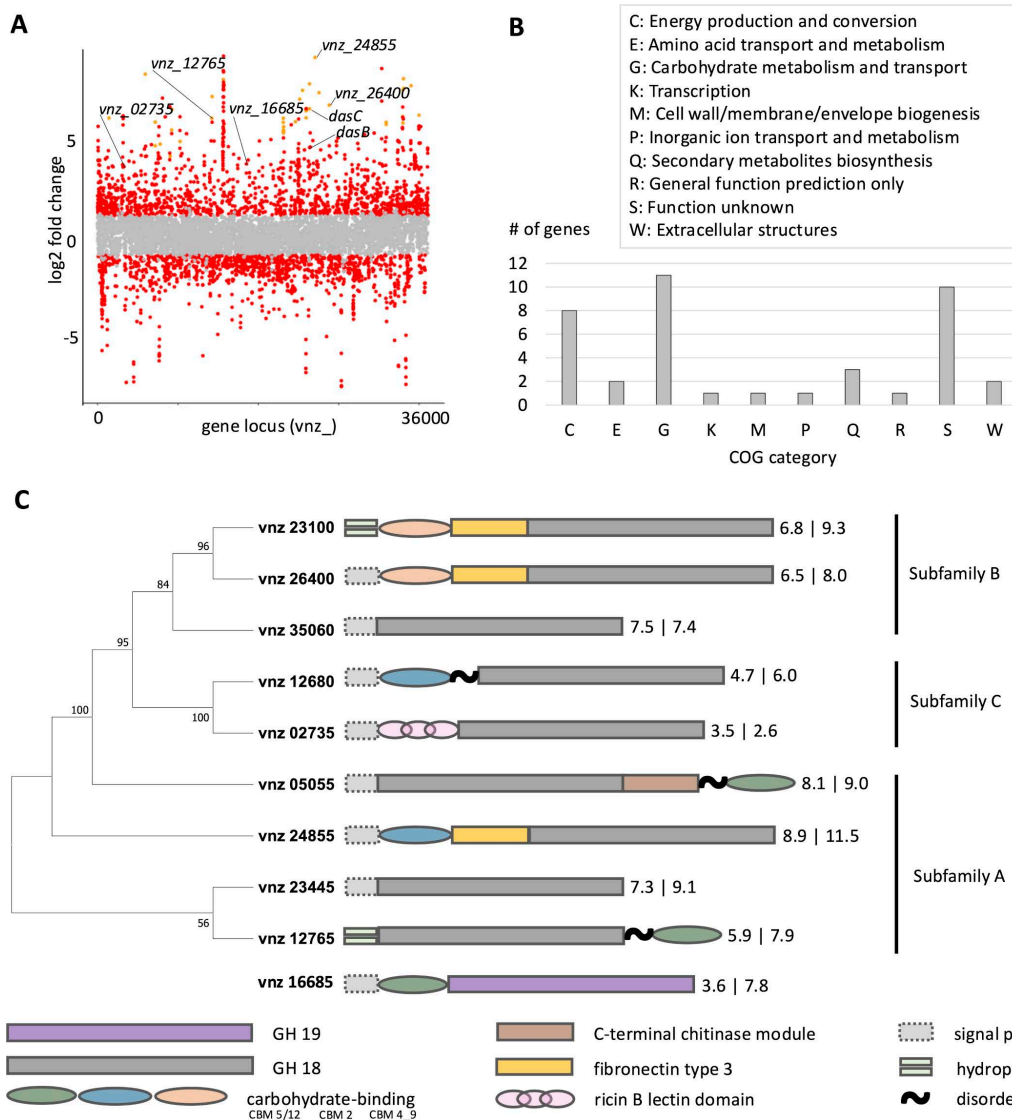 A
vnz_24855
vnz_12765
vnz_02735
vnz_16685
vnz_26400
dasC
dasB
5
0
-5
log2 fold change
0
36000
gene locus (vnz_)
B
C: Energy production and conversion
E: Amino acid transport and metabolism
G: Carbohydrate metabolism and transport
K: Transcription
M: Cell wall/membrane/envelope biogenesis
P: Inorganic ion transport and metabolism
Q: Secondary metabolites biosynthesis
R: General function prediction only
S: Function unknown
W: Extracellular structures
# of genes
12
10
8
6
4
2
0
C E G K M P Q R S W
COG category
C
vnz 23100 6.8 | 9.3
96
vnz 26400 6.5 | 8.0
Subfamily B
84
vnz 35060 7.5 | 7.4
95
vnz 12680 4.7 | 6.0
Subfamily C
100
vnz 02735 3.5 | 2.6
100
vnz 05055 8.1 | 9.0
vnz 24855 8.9 | 11.5
Subfamily A
vnz 23445 7.3 | 9.1
56
vnz 12765 5.9 | 7.9
vnz 16685 3.6 | 7.8
GH 19
GH 18
carbohydrate-binding
CBM 5/12 CBM 2 CBM 4_9
C-terminal chitinase module
fibronectin type 3
ricin B lectin domain
signal p
hydrop
disorde